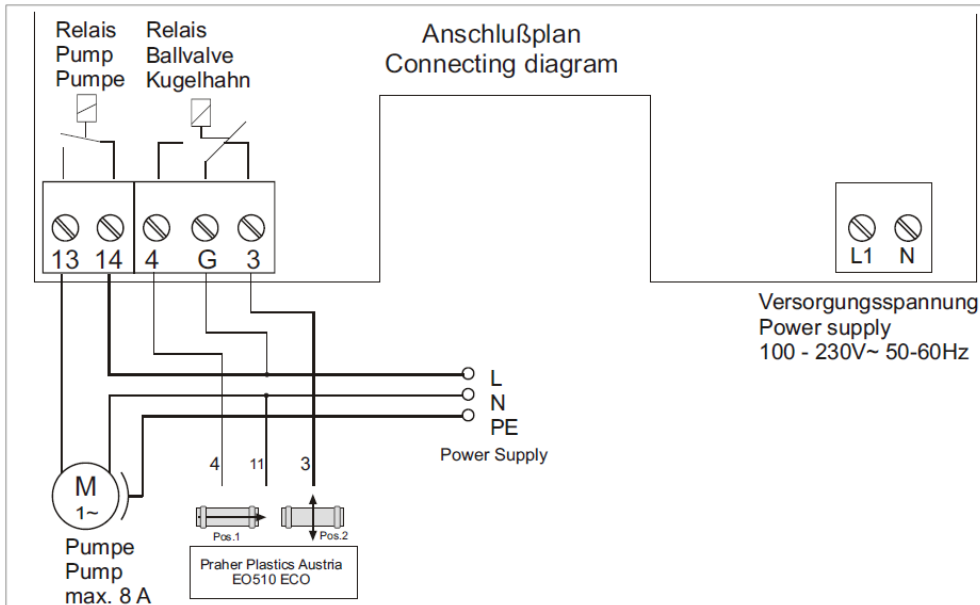 Anschlußplan
Connecting diagram
Relais
Pump
Pumpe
Relais
Ballvalve
Kugelhahn
13 14 4 G 3
L1 N
Versorgungsspannung
Power supply
100 - 230V~ 50-60Hz
L
N
PE
Power Supply
4 11 3
M
1~
Pos.1 Pos.2
Pumpe
Pump
max. 8 A
Praher Plastics Austria
EO510 ECO